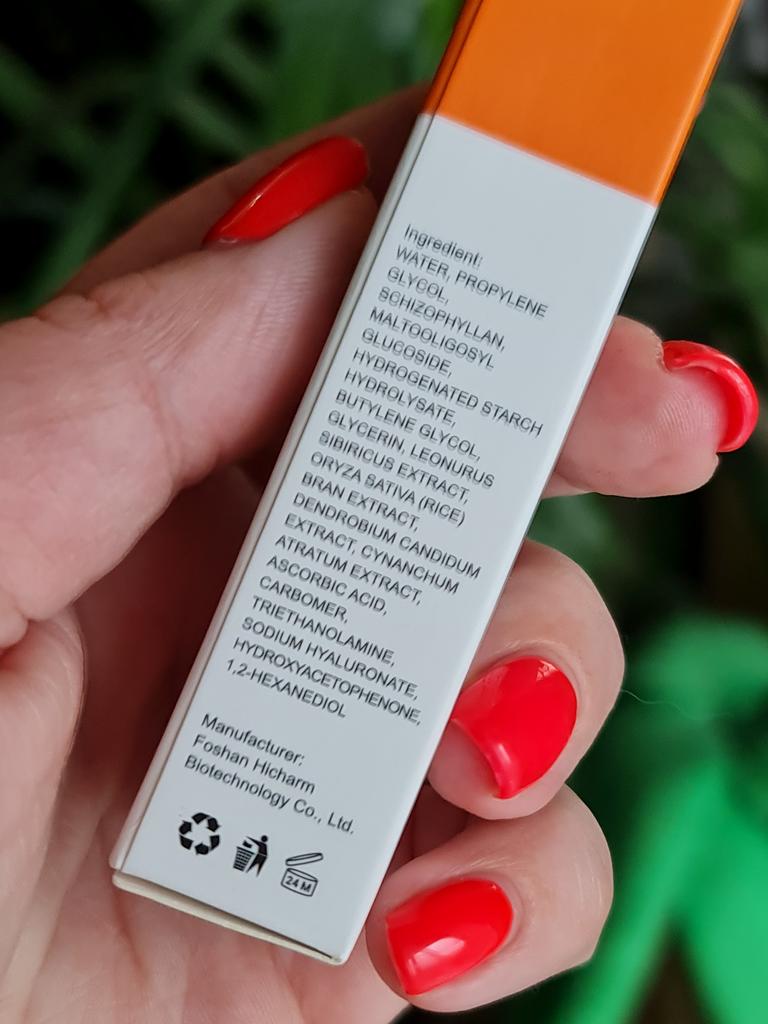 Ingredient:
WATER, PROPYLENE
GLYCOL,
SCHIZOPHYLLAN,
MALTOOLIGOSYL
GLUCOSIDE,
HYDROGENATED STARCH
HYDROLYSATE,
BUTYLENE GLYCOL,
GLYCERIN, LEONURUS
SIBIRICUS EXTRACT,
ORYZA SATIVA (RICE)
BRAN EXTRACT,
DENDROBIUM CANDIDUM
EXTRACT, CYNANCHUM
ATRATUM EXTRACT,
ASCORBIC ACID,
CARBOMER,
TRIETHANOLAMINE,
SODIUM HYALURONATE,
HYDROXYACETOPHENONE,
1,2-HEXANEDIOL
Manufacturer:
Foshan Hicharm
Biotechnology Co., Ltd.
24 M